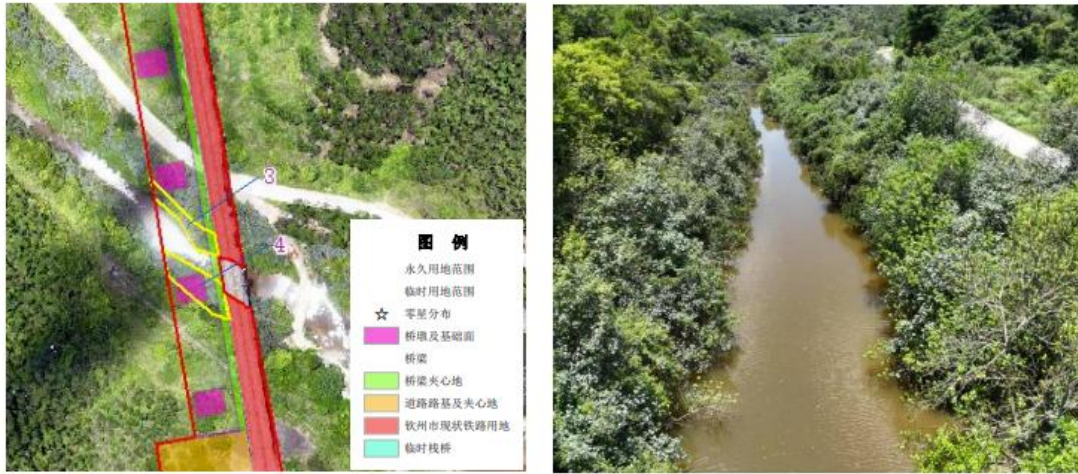 3
4
图 例
永久用地范围
临时用地范围
零星分布
桥墩及基础面
桥梁
桥梁夹心地
道路路基及夹心地
钦州市现状铁路用地
临时栈桥